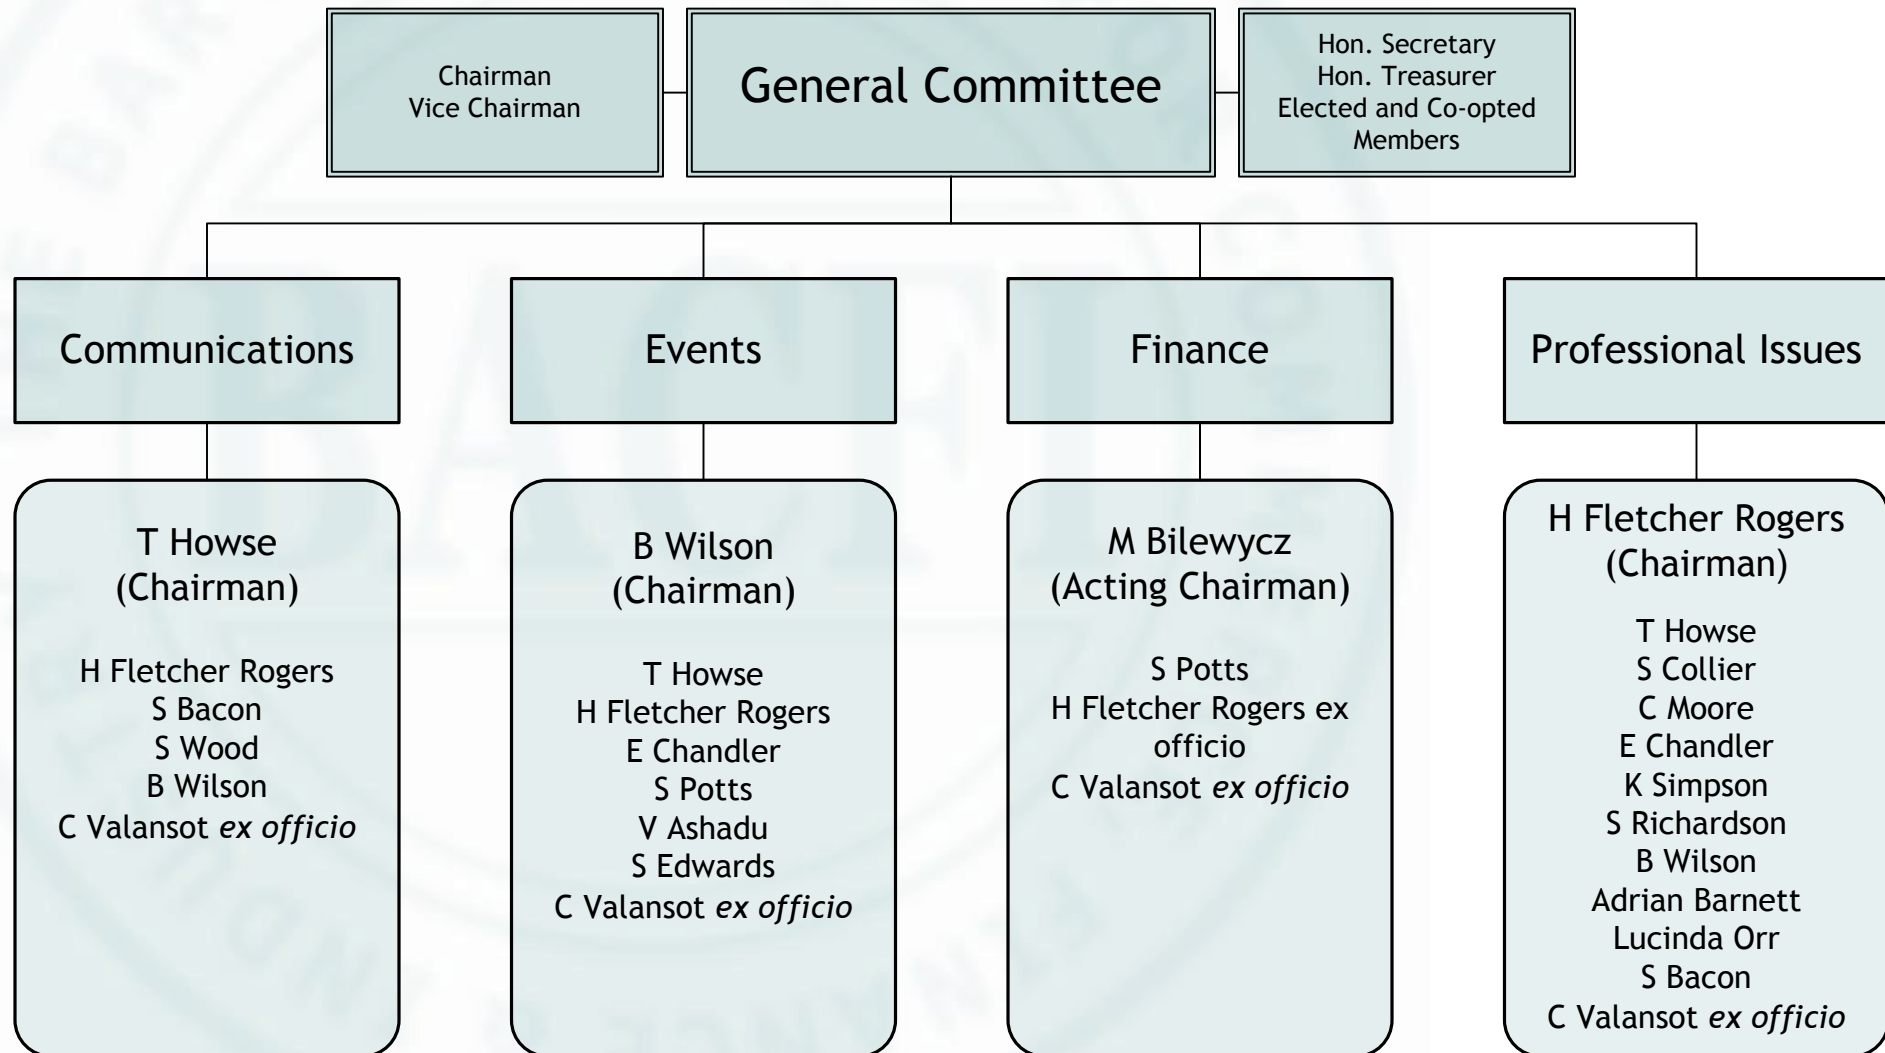 Chairman
Vice Chairman
General Committee
Hon. Secretary
Hon. Treasurer
Elected and Co-opted
Members
Communications
Events
Finance
Professional Issues
T Howse
(Chairman)
H Fletcher Rogers
S Bacon
S Wood
B Wilson
C Valansot ex officio
B Wilson
(Chairman)
T Howse
H Fletcher Rogers
E Chandler
S Potts
V Ashadu
S Edwards
C Valansot ex officio
M Bilewycz
(Acting Chairman)
S Potts
H Fletcher Rogers ex
officio
C Valansot ex officio
H Fletcher Rogers
(Chairman)
T Howse
S Collier
C Moore
E Chandler
K Simpson
S Richardson
B Wilson
Adrian Barnett
Lucinda Orr
S Bacon
C Valansot ex officio
BACFI